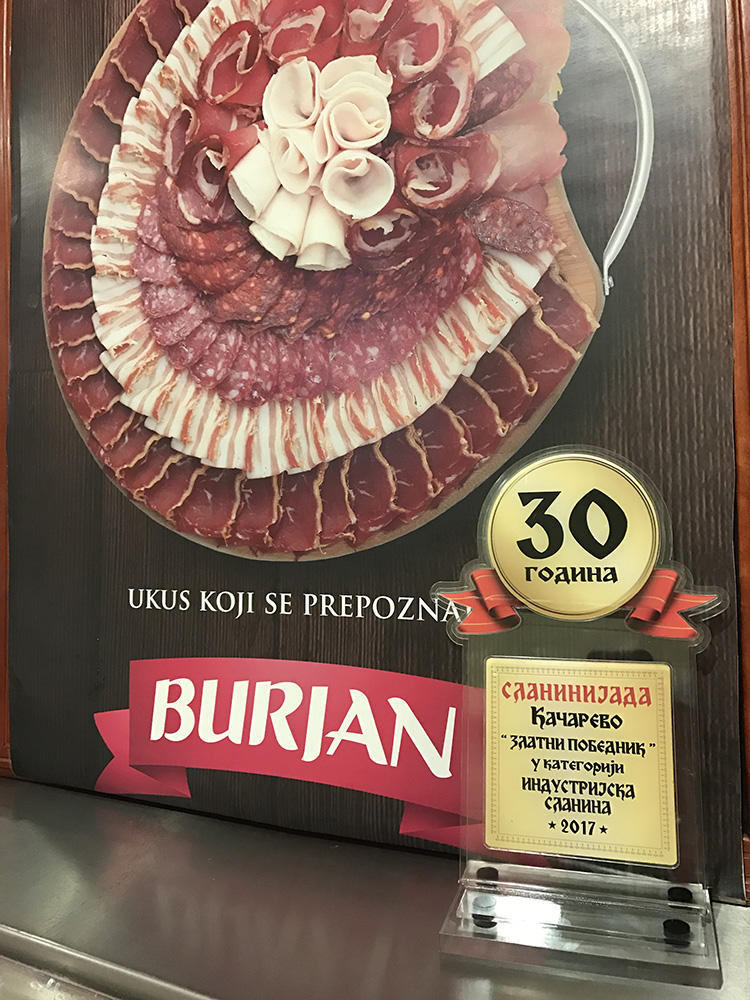 UKUS KOJI SE PREPOZNA
BURJAN
30
ГОДИНА
СЛАНИНИЈАДА
КАЧАРЕВО
“ЗЛАТНИ ПОБЕДНИК”
У КАТЕГОРИЈИ
ИНДУСТРИЈСКА
СЛАНИНА
★ 2017 ★